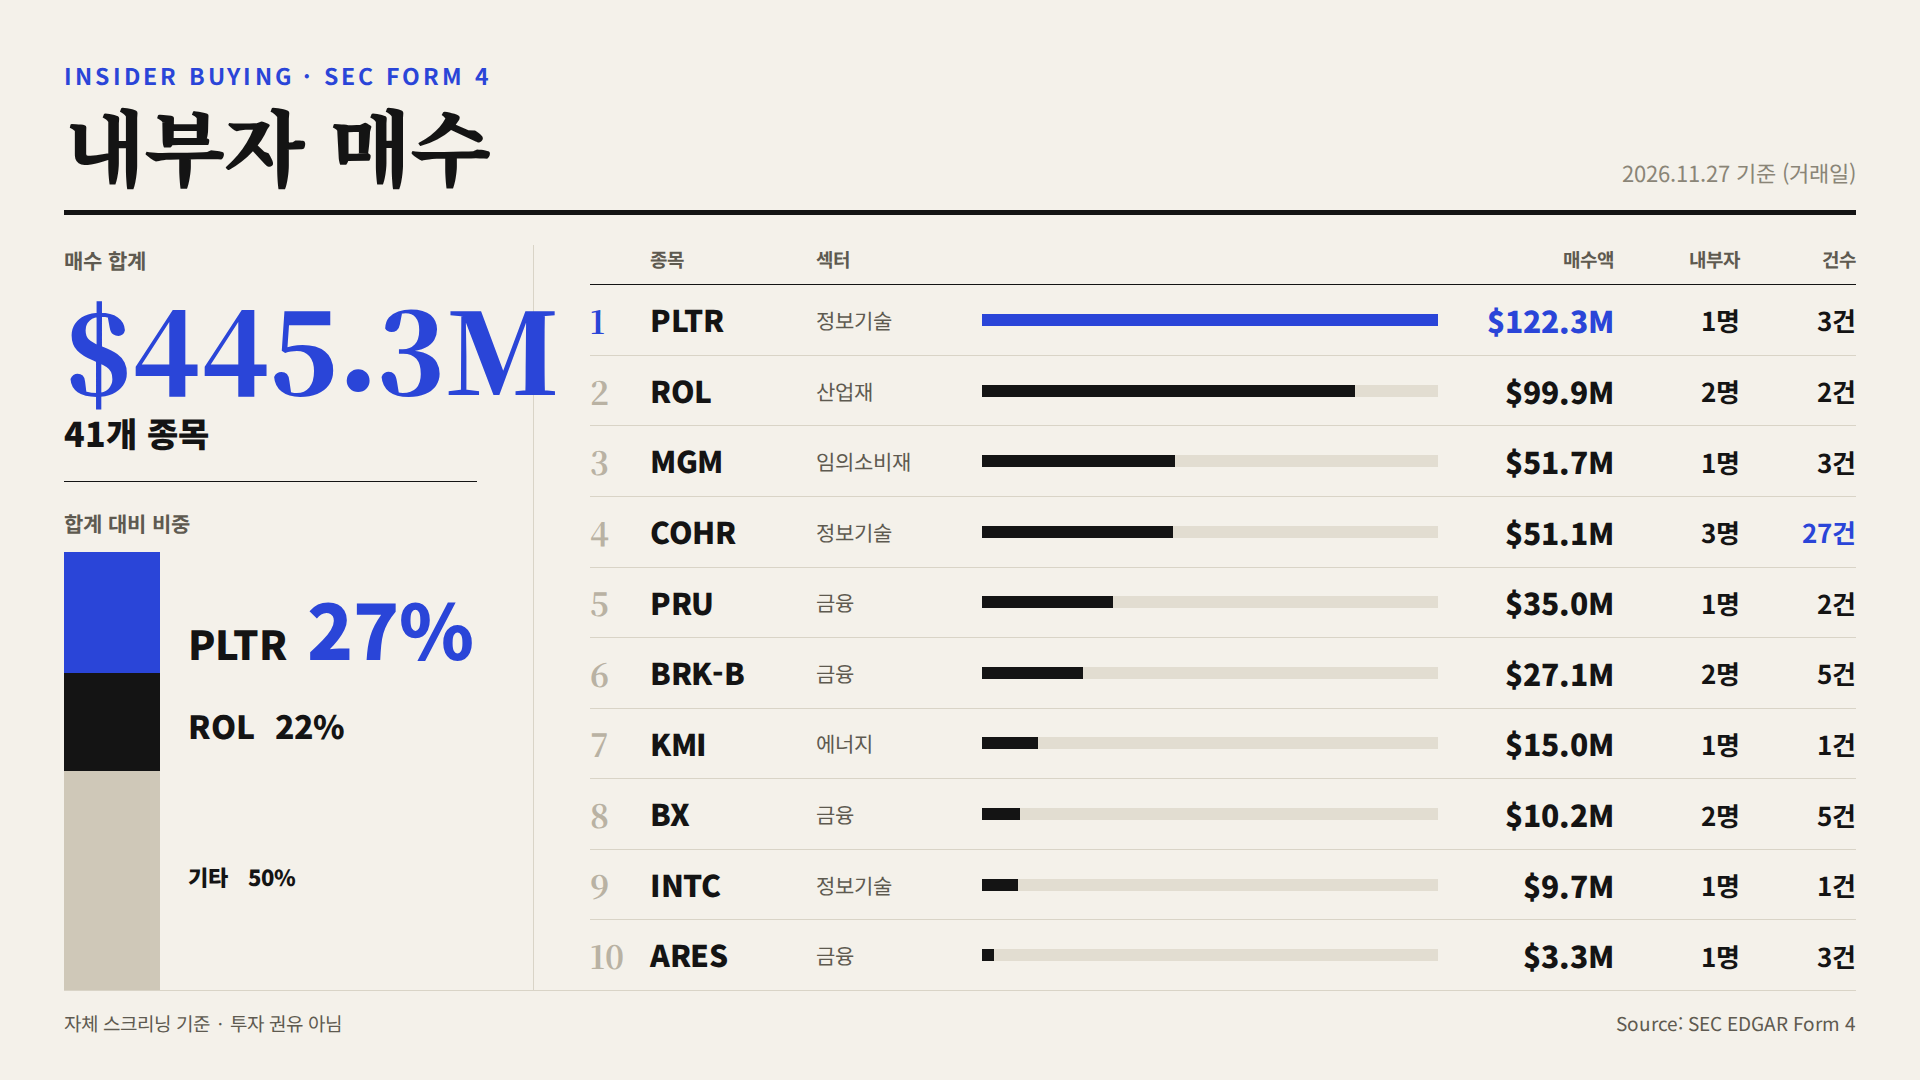 INSIDER BUYING · SEC FORM 4
내부자 매수
2026.11.27 기준 (거래일)
매수 합계
$445.3M
41개 종목
합계 대비 비중
PLTR 27%
ROL 22%
기타 50%
종목 섹터 매수액 내부자 건수
1 PLTR 정보기술 $122.3M 1명 3건
2 ROL 산업재 $99.9M 2명 2건
3 MGM 임의소비재 $51.7M 1명 3건
4 COHR 정보기술 $51.1M 3명 27건
5 PRU 금융 $35.0M 1명 2건
6 BRK-B 금융 $27.1M 2명 5건
7 KMI 에너지 $15.0M 1명 1건
8 BX 금융 $10.2M 2명 5건
9 INTC 정보기술 $9.7M 1명 1건
10 ARES 금융 $3.3M 1명 3건
자체 스크리닝 기준 · 투자 권유 아님
Source: SEC EDGAR Form 4